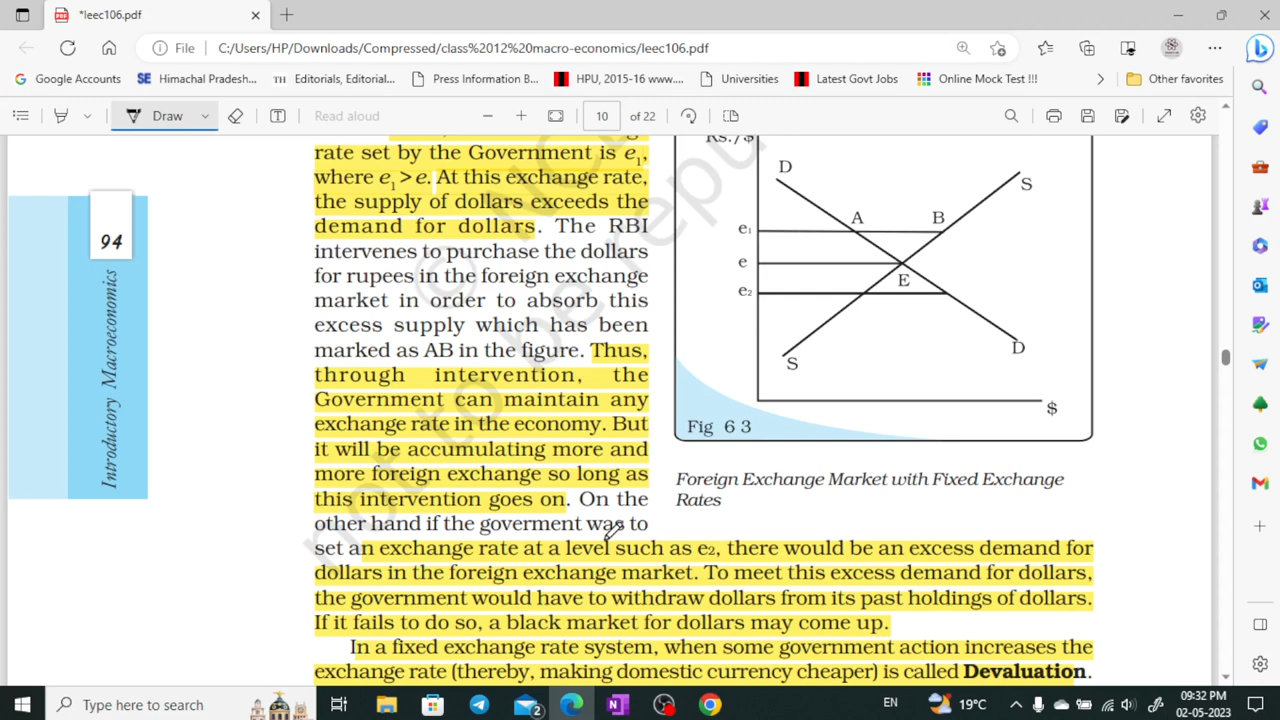 *leec106.pdf
File
C:/Users/HP/Downloads/Compressed/class%2012%20macro-economics/leec106.pdf
Google Accounts
SE Himachal Pradesh...
TH Editorials, Editorial...
Press Information B...
HPU, 2015-16 www....
Universities
Latest Govt Jobs
Online Mock Test !!!
Other favorites
Draw
Read aloud
10 of 22
94
Introductory Macroeconomics
rate set by the Government is e1,
where e1 > e. At this exchange rate,
the supply of dollars exceeds the
demand for dollars. The RBI
intervenes to purchase the dollars
for rupees in the foreign exchange
market in order to absorb this
excess supply which has been
marked as AB in the figure. Thus,
through intervention, the
Government can maintain any
exchange rate in the economy. But
it will be accumulating more and
more foreign exchange so long as
this intervention goes on. On the
other hand if the goverment was to
set an exchange rate at a level such as e2, there would be an excess demand for
dollars in the foreign exchange market. To meet this excess demand for dollars,
the government would have to withdraw dollars from its past holdings of dollars.
If it fails to do so, a black market for dollars may come up.
In a fixed exchange rate system, when some government action increases the
exchange rate (thereby, making domestic currency cheaper) is called Devaluation.
Rs./$
D
S
A
B
e1
e
E
e2
D
S
$
Fig 6 3
Foreign Exchange Market with Fixed Exchange
Rates
not to be repu
Type here to search
2
19°C
EN
09:32 PM
02-05-2023